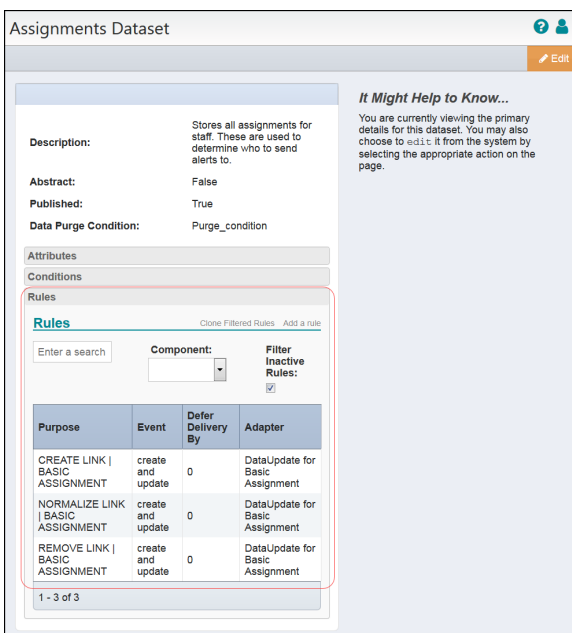 Assignments Dataset
Edit
Description:
Stores all assignments for
staff. These are used to
determine who to send
alerts to.
Abstract:
False
Published:
True
Data Purge Condition:
Purge_condition
Attributes
Conditions
Rules
Rules
Clone Filtered Rules Add a rule
Enter a search
Component:
Filter
Inactive
Rules:
Purpose
Event
Defer
Delivery
By
Adapter
CREATE LINK |
BASIC
ASSIGNMENT
create
and
update
0
DataUpdate for
Basic
Assignment
NORMALIZE LINK
| BASIC
ASSIGNMENT
create
and
update
0
DataUpdate for
Basic
Assignment
REMOVE LINK |
BASIC
ASSIGNMENT
create
and
update
0
DataUpdate for
Basic
Assignment
1 - 3 of 3
It Might Help to Know...
You are currently viewing the primary
details for this dataset. You may also
choose to edit it from the system by
selecting the appropriate action on the
page.